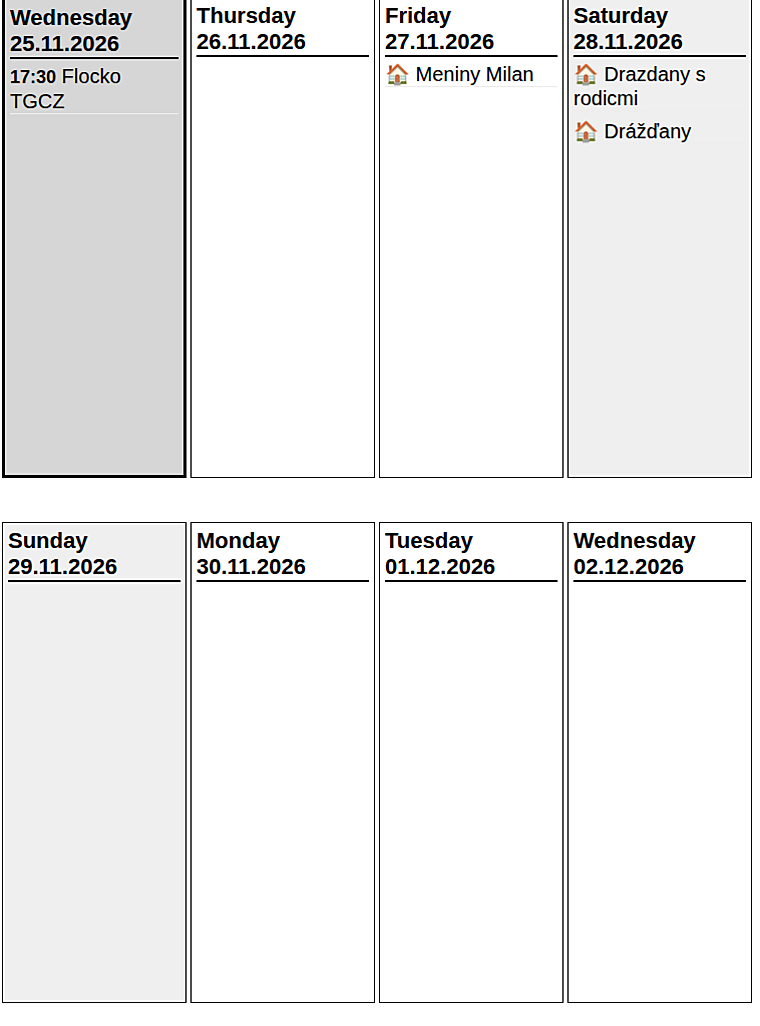 Wednesday
25.11.2026
17:30 Flocko
TGCZ
Thursday
26.11.2026
Friday
27.11.2026
🏠 Meniny Milan
Saturday
28.11.2026
🏠 Drazdany s
rodicmi
🏠 Drážďany
Sunday
29.11.2026
Monday
30.11.2026
Tuesday
01.12.2026
Wednesday
02.12.2026